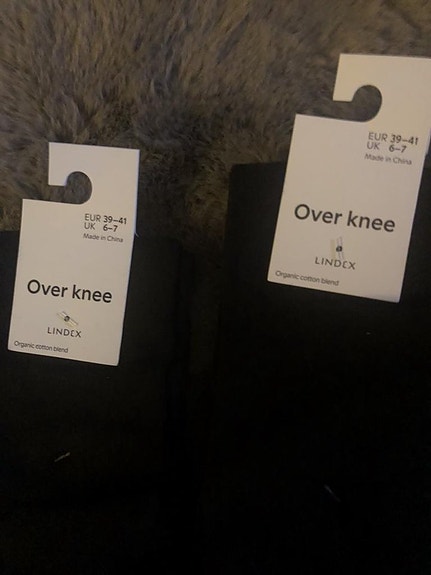 EUR 39–41
UK 6–7
Made in China
Over knee
LINDEX
Organic cotton blend
EUR 39–41
UK 6–7
Made in China
Over knee
LINDEX
Organic cotton blend